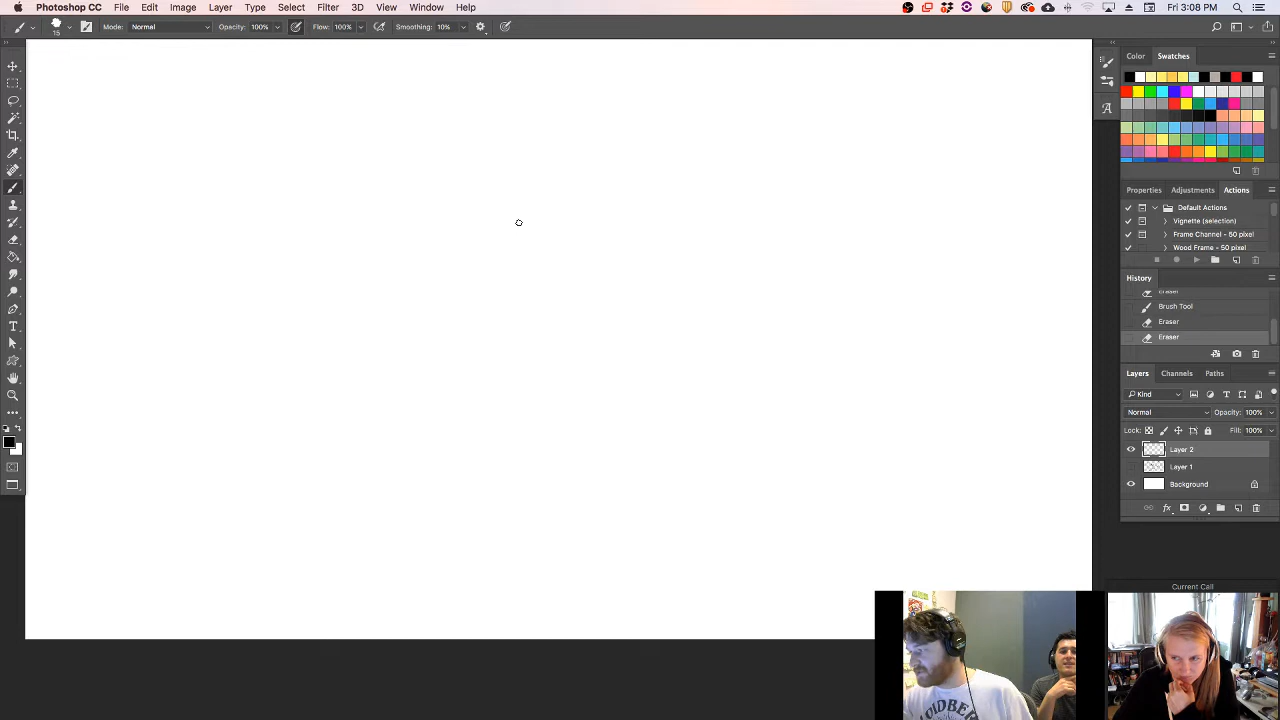 Photoshop CC File Edit Image Layer Type Select Filter 3D View Window Help Fri 3:08 PM
15 Mode: Normal Opacity: 100% Flow: 100% Smoothing: 10%
Color Swatches
Properties Adjustments Actions
Default Actions
Vignette (selection)
Frame Channel - 50 pixel
Wood Frame - 50 pixel
History
Eraser
Brush Tool
Eraser
Eraser
Layers Channels Paths
Kind
Normal Opacity: 100%
Lock: Fill: 100%
Layer 2
Layer 1
Background
Current Call